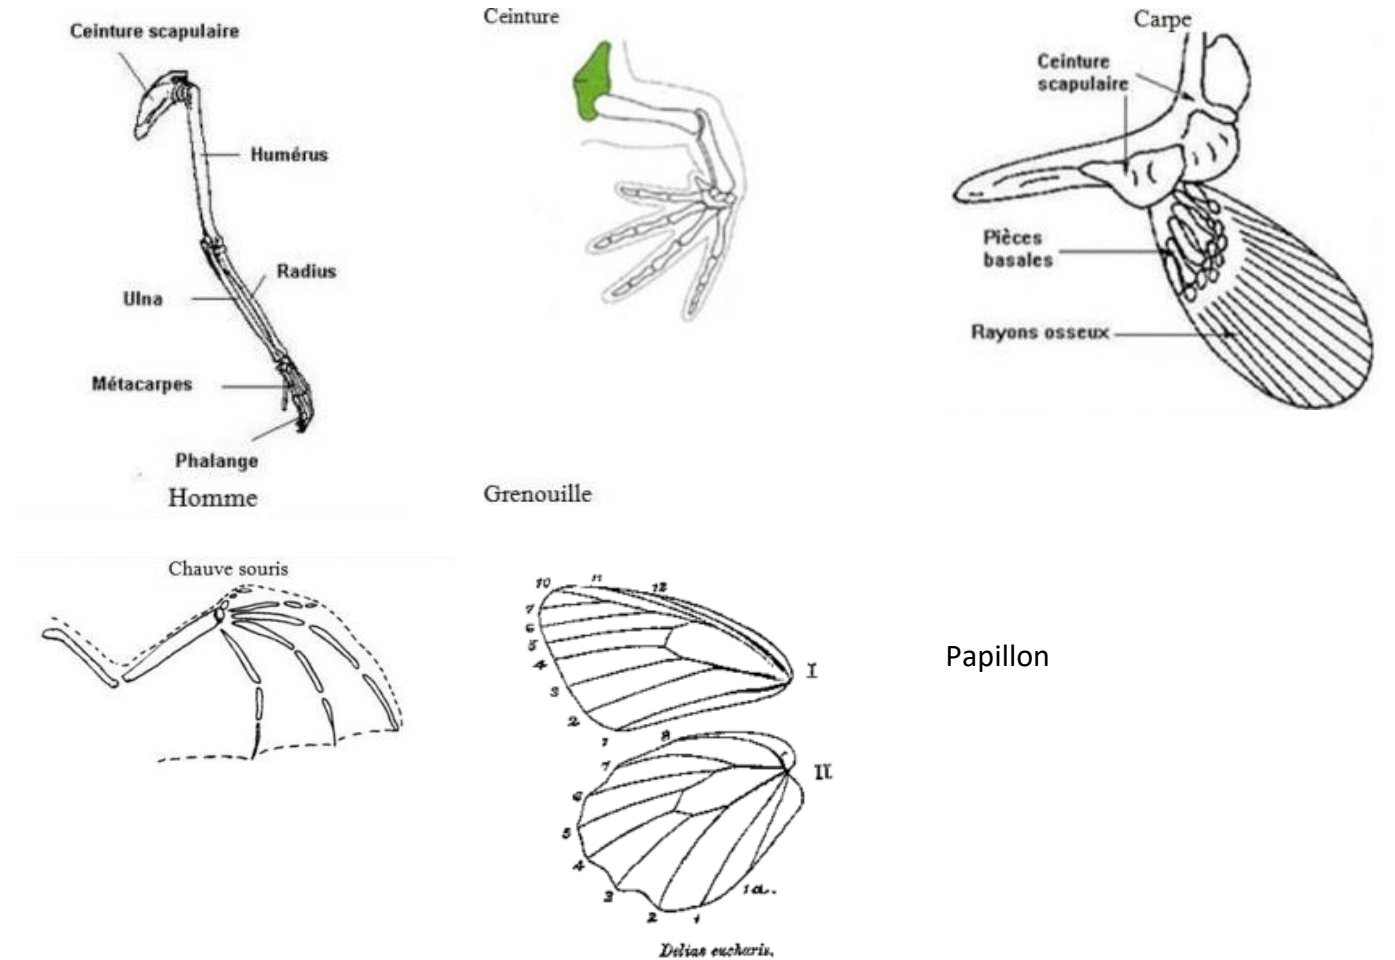 Ceinture scapulaire
Humérus
Radius
Ulna
Métacarpes
Phalange
Homme
Ceinture
Grenouille
Carpe
Ceinture
scapulaire
Pièces
basales
Rayons osseux
Chauve souris
10
11
12
7
6
5
4
3
2
1
I
8
7
6
5
4
3
2
1
1a.
II
Delias eucharis,
Papillon